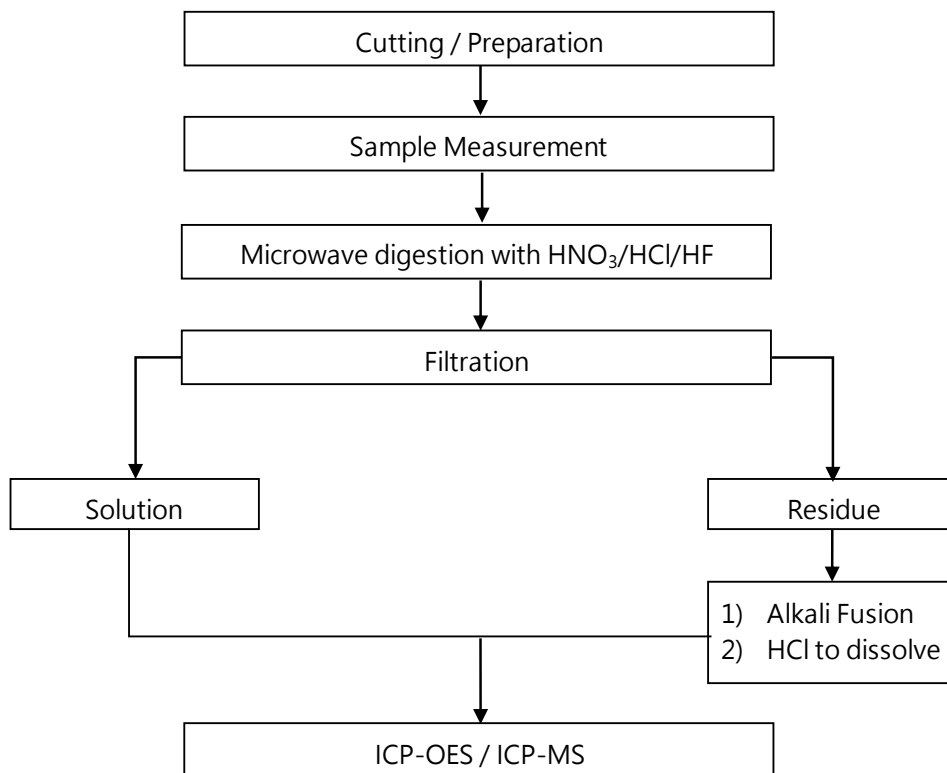 Cutting / Preparation
Sample Measurement
Microwave digestion with HNO₃/HCl/HF
Filtration
Solution
Residue
1) Alkali Fusion
2) HCl to dissolve
ICP-OES / ICP-MS